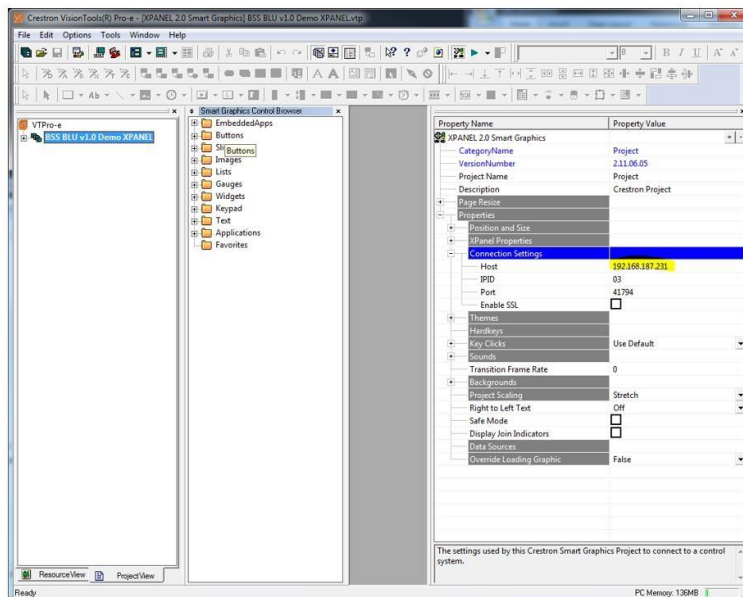 Crestron VisionTools(R) Pro-e - [XPANEL 2.0 Smart Graphics] BSS BLU v1.0 Demo XPANEL.vtp
File Edit Options Tools Window Help
8
B I U A A
Ab
VTPro-e
BSS BLU v1.0 Demo XPANEL
ResourceView
ProjectView
Smart Graphics Control Browser
EmbeddedApps
Buttons
Sli
Buttons
Images
Lists
Gauges
Widgets
Keypad
Text
Applications
Favorites
Property Name Property Value
XPANEL 2.0 Smart Graphics
CategoryName Project
VersionNumber 2.11.06.05
Project Name Project
Description Crestron Project
Page Resize
Properties
Position and Size
XPanel Properties
Connection Settings
Host 192.168.187.231
IPID 03
Port 41794
Enable SSL
Themes
Hardkeys
Key Clicks Use Default
Sounds
Transition Frame Rate 0
Backgrounds
Project Scaling Stretch
Right to Left Text Off
Safe Mode
Display Join Indicators
Data Sources
Override Loading Graphic False
The settings used by this Crestron Smart Graphics Project to connect to a control
system.
Ready
PC Memory: 136MB